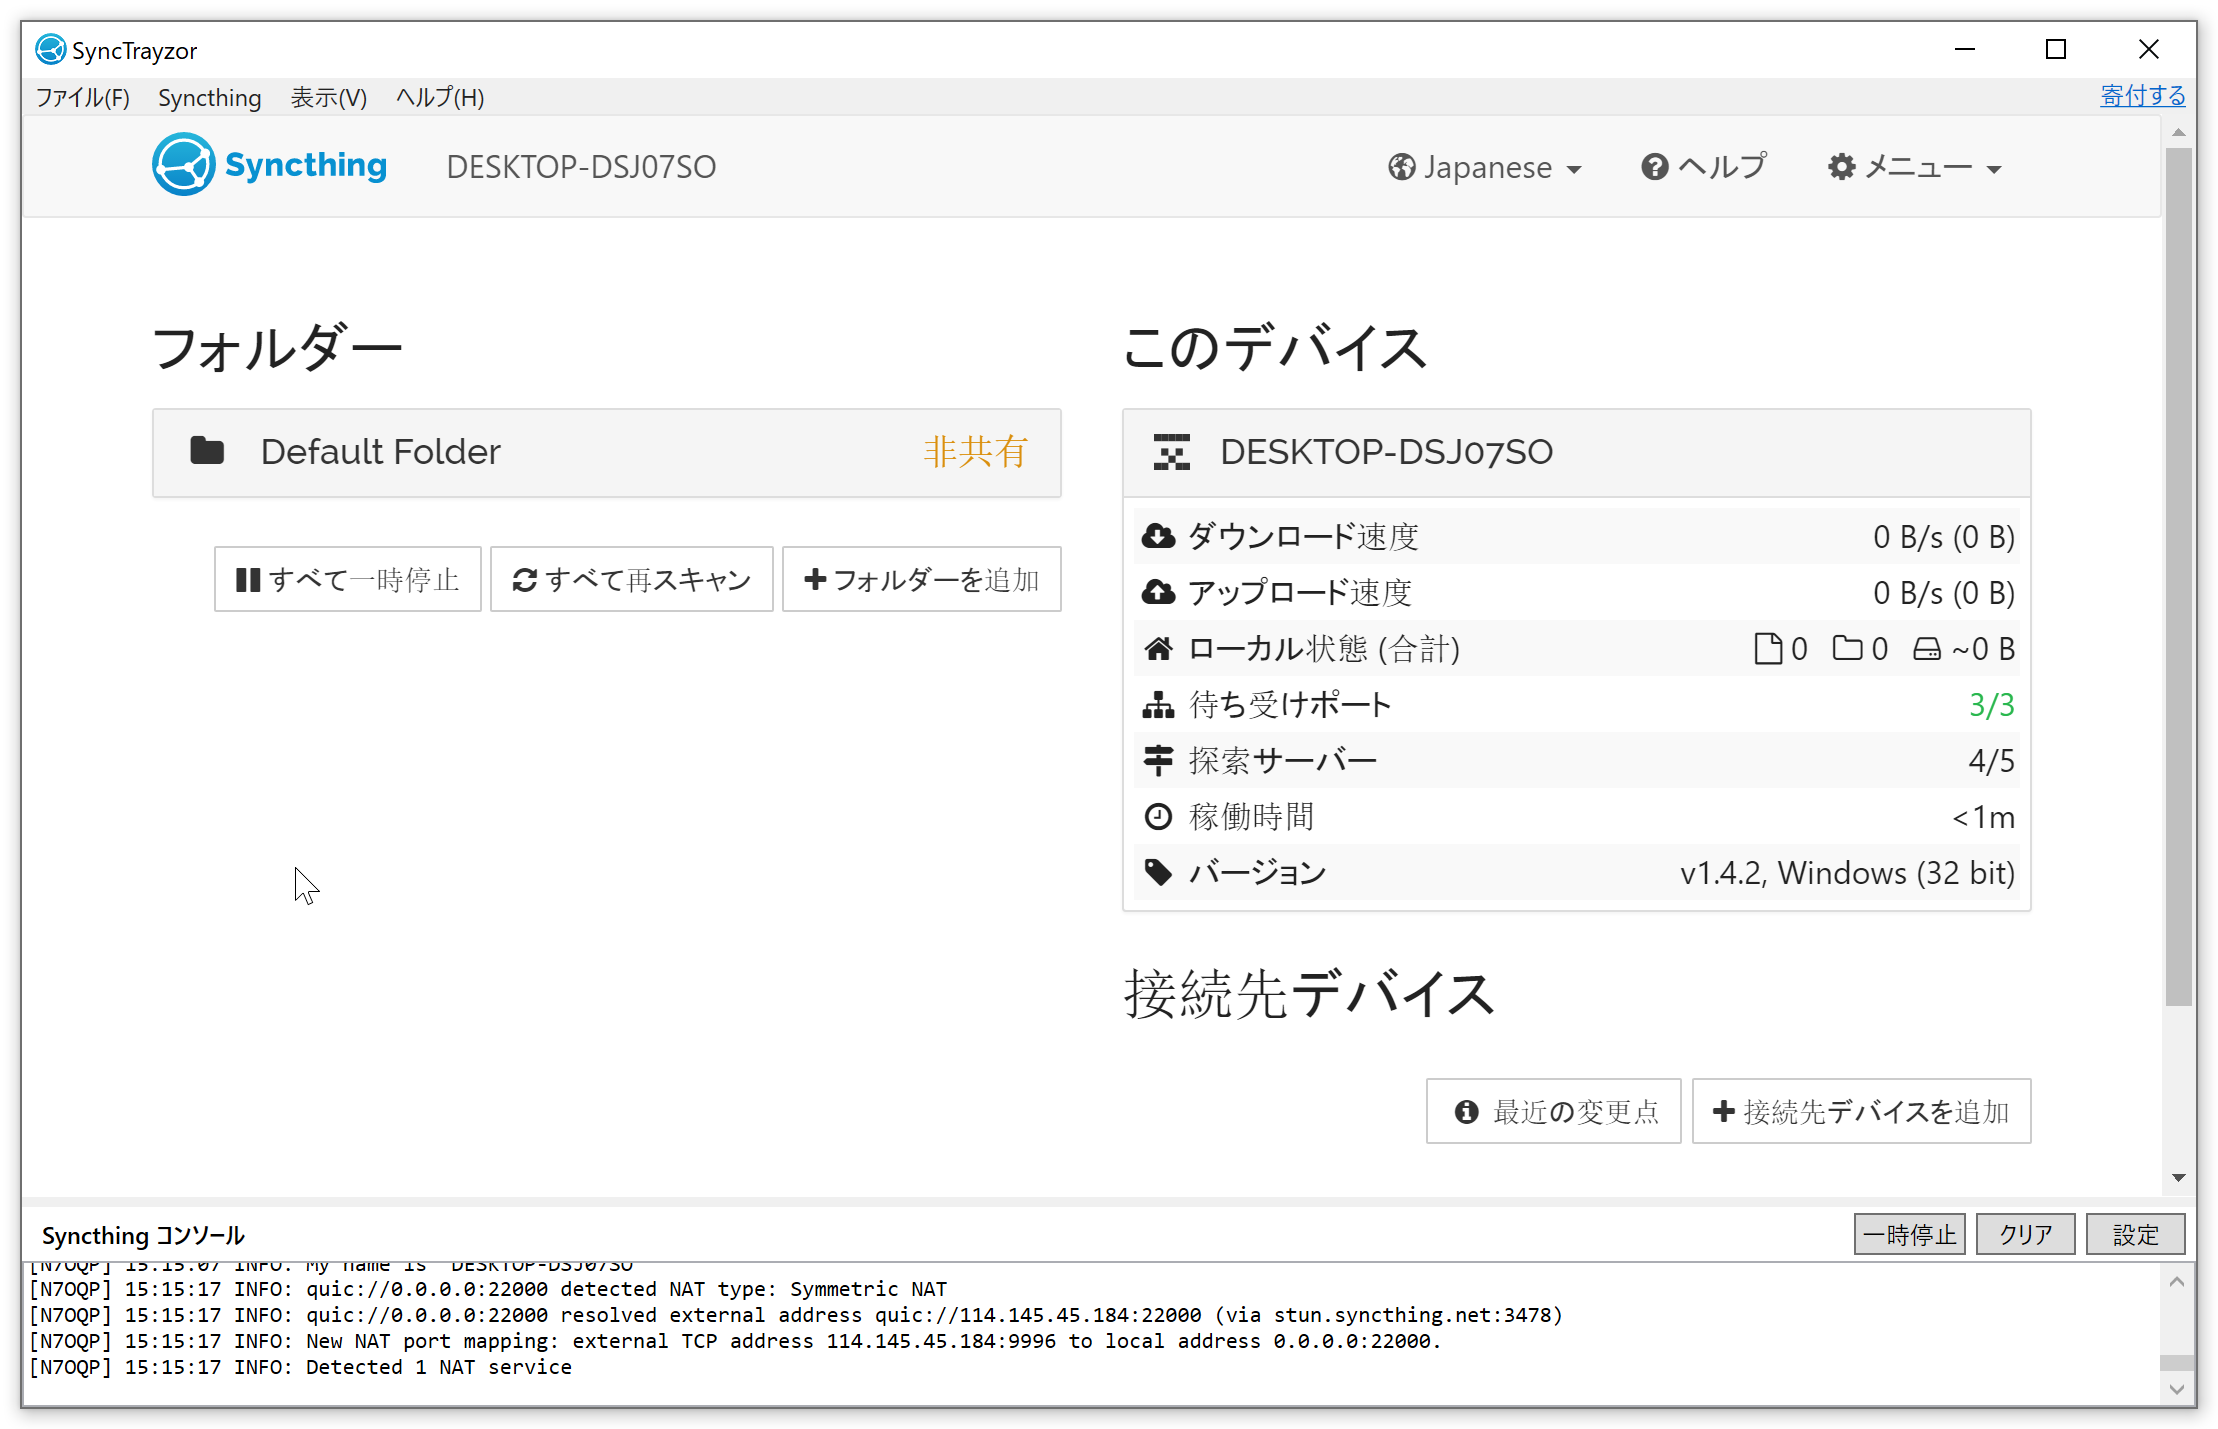 SyncTrayzor
ファイル(F) Syncthing 表示(V) ヘルプ(H) 寄付する
Syncthing DESKTOP-DSJ07SO Japanese ヘルプ メニュー
フォルダー
Default Folder 非共有
すべて一時停止 すべて再スキャン フォルダーを追加
このデバイス
DESKTOP-DSJ07SO
ダウンロード速度 0 B/s (0 B)
アップロード速度 0 B/s (0 B)
ローカル状態 (合計) 0 0 ~0 B
待ち受けポート 3/3
探索サーバー 4/5
稼働時間 <1m
バージョン v1.4.2, Windows (32 bit)
接続先デバイス
最近の変更点 接続先デバイスを追加
Syncthing コンソール 一時停止 クリア 設定
[N7OQP] 15:15:07 INFO: My name is "DESKTOP-DSJ07SO"
[N7OQP] 15:15:17 INFO: quic://0.0.0.0:22000 detected NAT type: Symmetric NAT
[N7OQP] 15:15:17 INFO: quic://0.0.0.0:22000 resolved external address quic://114.145.45.184:22000 (via stun.syncthing.net:3478)
[N7OQP] 15:15:17 INFO: New NAT port mapping: external TCP address 114.145.45.184:9996 to local address 0.0.0.0:22000.
[N7OQP] 15:15:17 INFO: Detected 1 NAT service